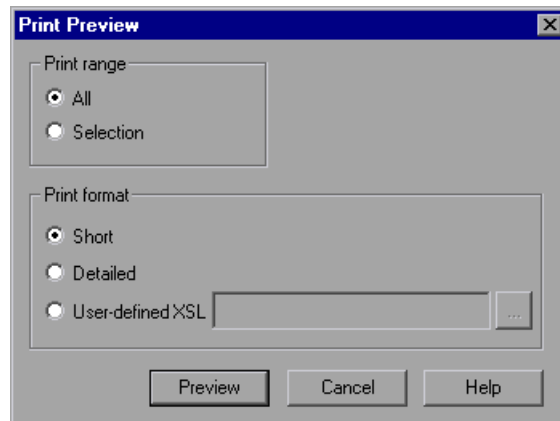 Print Preview
Print range
All
Selection
Print format
Short
Detailed
User-defined XSL
...
Preview Cancel Help